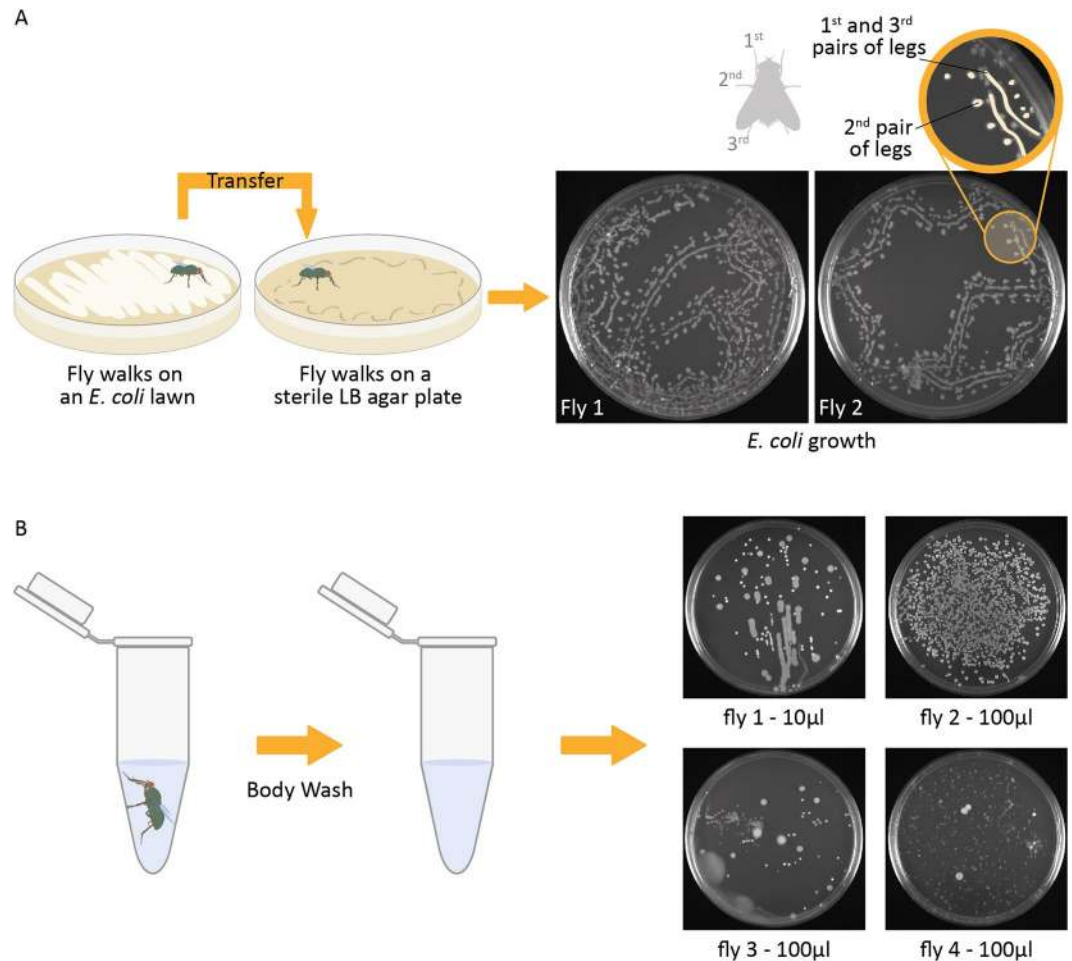 A
1st
2nd
3rd
1st and 3rd
pairs of legs
2nd pair
of legs
Transfer
Fly walks on
an E. coli lawn
Fly walks on a
sterile LB agar plate
Fly 1
Fly 2
E. coli growth
B
Body Wash
fly 1 - 10µl
fly 2 - 100µl
fly 3 - 100µl
fly 4 - 100µl